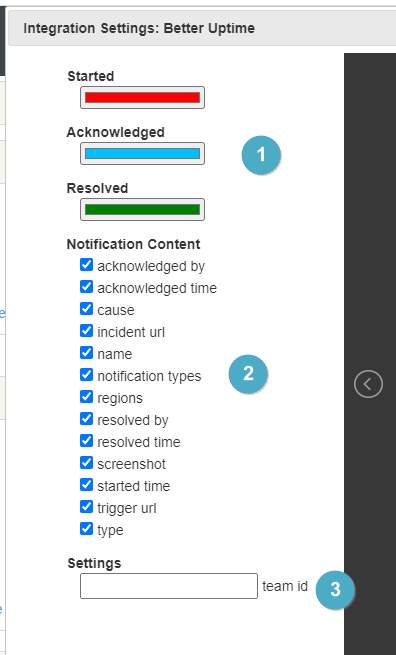 Integration Settings: Better Uptime
Started
Acknowledged
1
Resolved
Notification Content
acknowledged by
acknowledged time
cause
incident url
name
notification types
2
regions
resolved by
resolved time
screenshot
started time
trigger url
type
Settings
team id
3